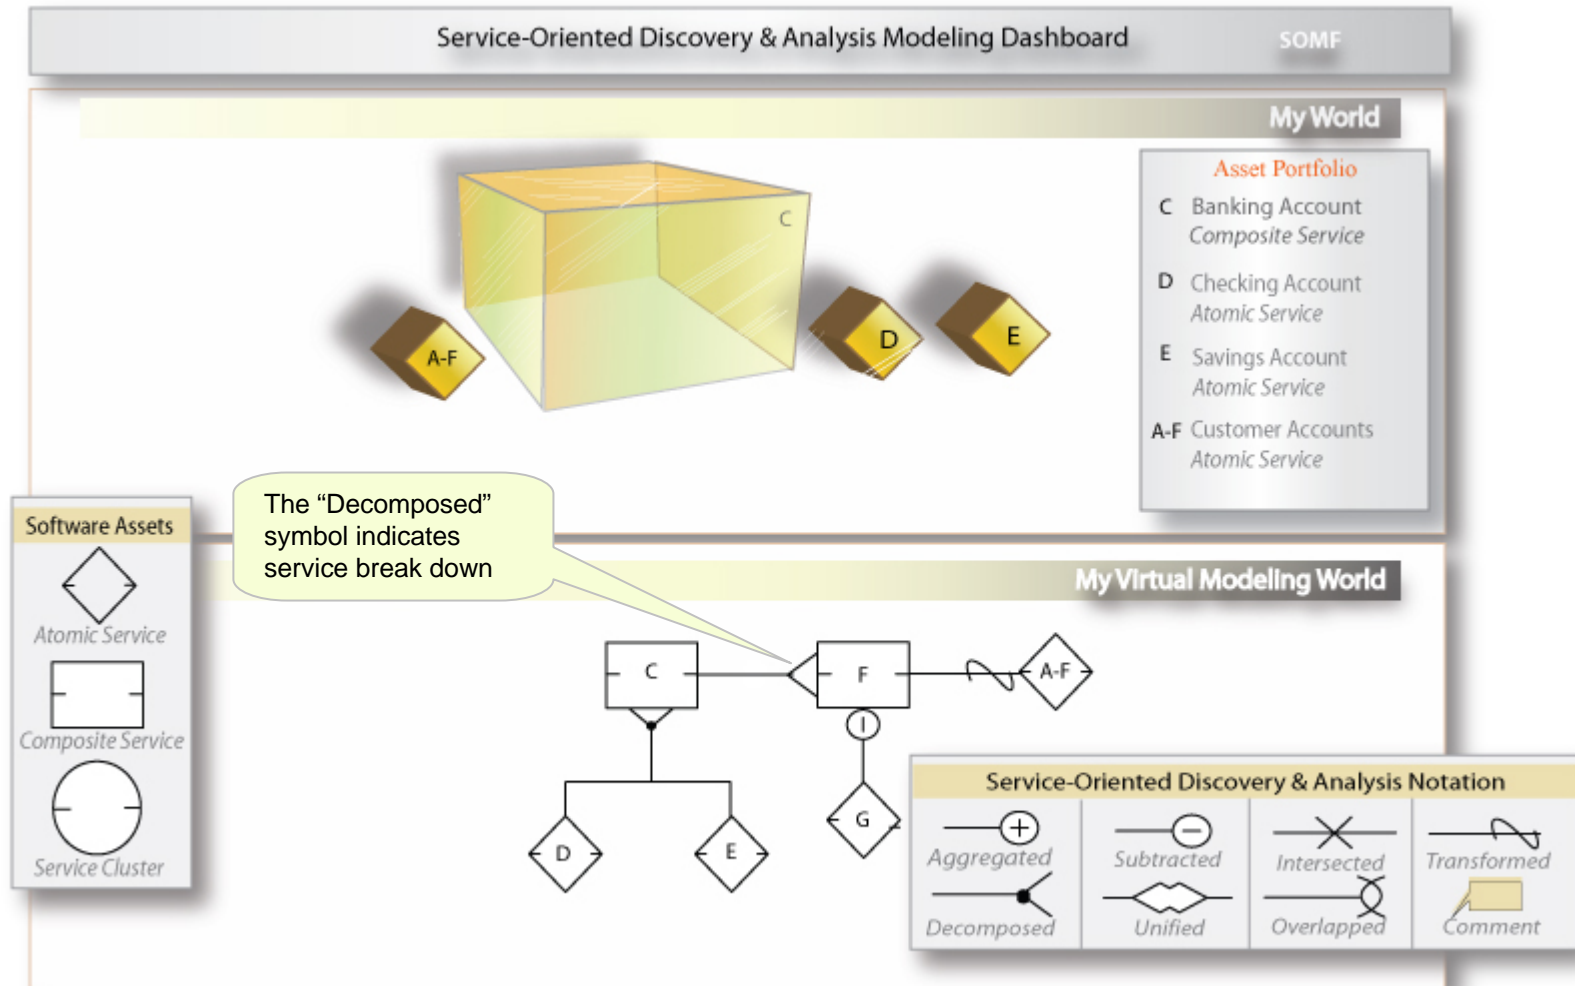 Service-Oriented Discovery & Analysis Modeling Dashboard
SOMF
My World
Asset Portfolio
C Banking Account
Composite Service
D Checking Account
Atomic Service
E Savings Account
Atomic Service
A-F Customer Accounts
Atomic Service
C
A-F
D
E
The “Decomposed”
symbol indicates
service break down
Software Assets
Atomic Service
Composite Service
Service Cluster
My Virtual Modeling World
C
F
A-F
I
D
E
G
Service-Oriented Discovery & Analysis Notation
Aggregated
Subtracted
Intersected
Transformed
Decomposed
Unified
Overlapped
Comment